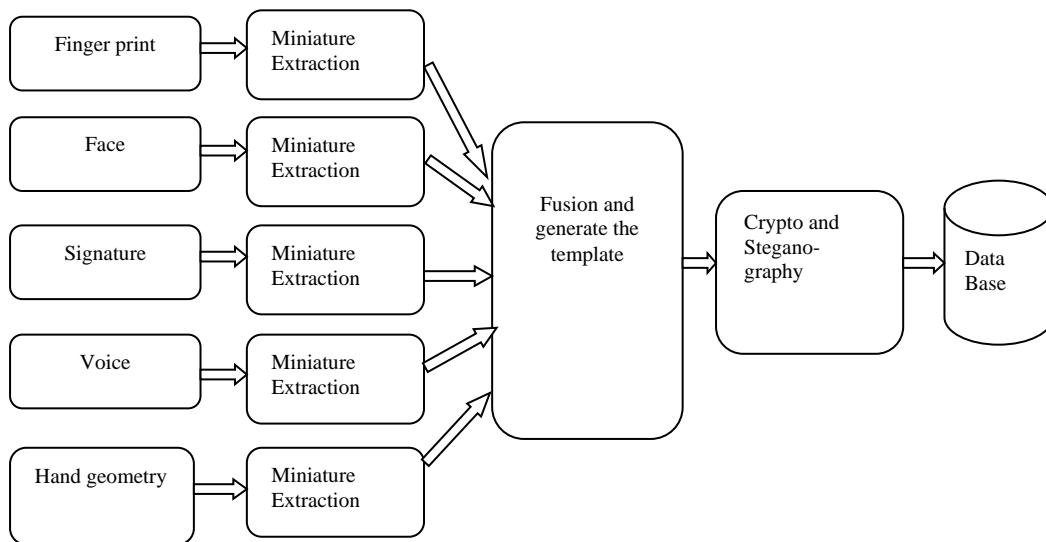 Finger print
Miniature
Extraction
Face
Miniature
Extraction
Signature
Miniature
Extraction
Voice
Miniature
Extraction
Hand geometry
Miniature
Extraction
Fusion and
generate the
template
Crypto and
Stegano-
graphy
Data
Base